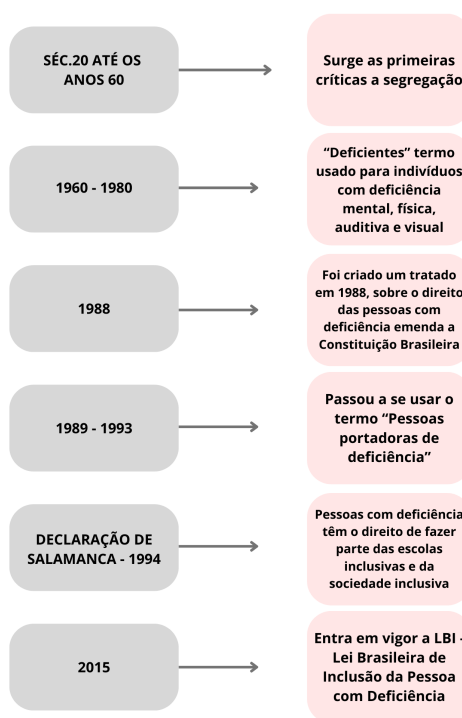 SÉC.20 ATÉ OS
ANOS 60
Surge as primeiras
críticas a segregação
1960 - 1980
“Deficientes” termo
usado para indivíduos
com deficiência
mental, física,
auditiva e visual
1988
Foi criado um tratado
em 1988, sobre o direito
das pessoas com
deficiência emenda a
Constituição Brasileira
1989 - 1993
Passou a se usar o
termo “Pessoas
portadoras de
deficiência”
DECLARAÇÃO DE
SALAMANCA - 1994
Pessoas com deficiência
têm o direito de fazer
parte das escolas
inclusivas e da
sociedade inclusiva
2015
Entra em vigor a LBI -
Lei Brasileira de
Inclusão da Pessoa
com Deficiência